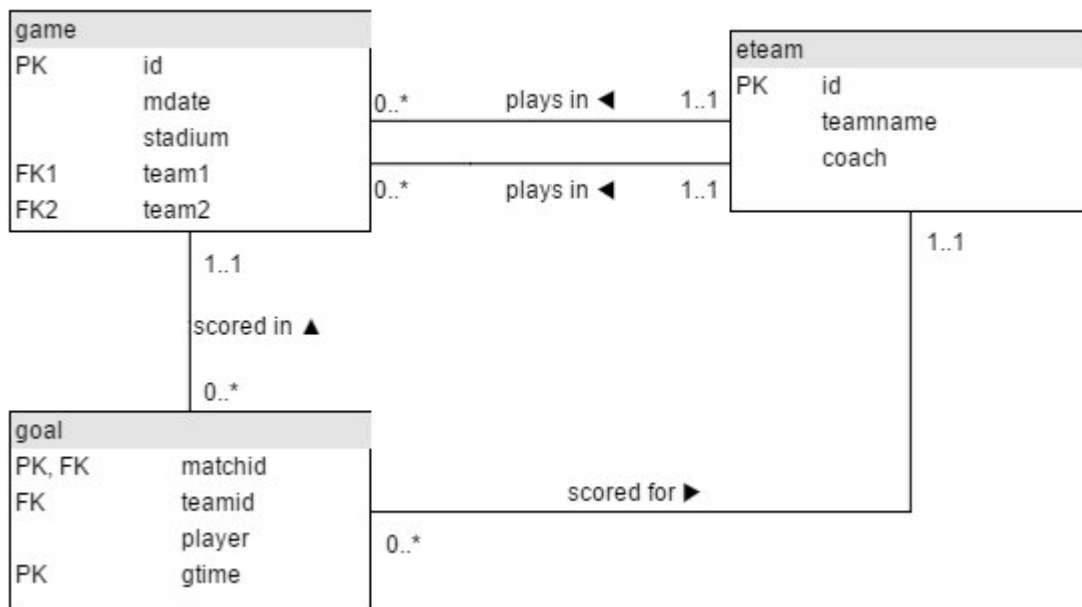 game
PK id
mdate
stadium
FK1 team1
FK2 team2
0..* plays in ◄ 1..1
0..* plays in ◄ 1..1
eteam
PK id
teamname
coach
1..1
scored in ▲
0..*
1..1
goal
PK, FK matchid
FK teamid
player
PK gtime
scored for ►
0..*